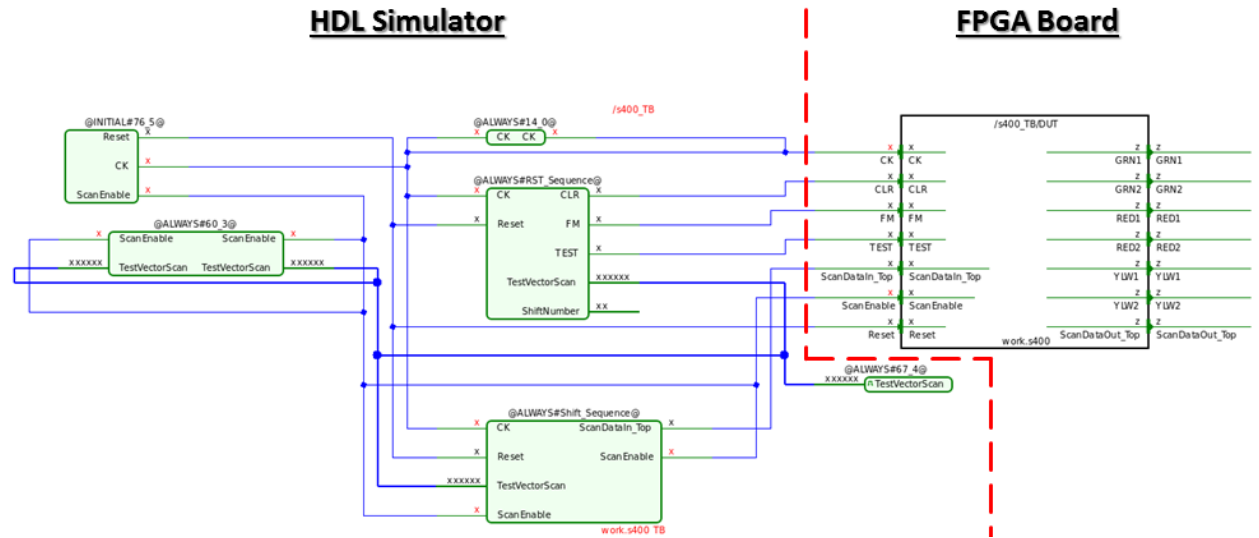 HDL Simulator
FPGA Board
/s400_TB
@INITIAL#76_5@
Reset x
CK x
ScanEnable x
@ALWAYS#14_0@
x CK CK x
@ALWAYS#60_3@
x ScanEnable ScanEnable x
xxxxxx TestVectorScan TestVectorScan xxxxxx
@ALWAYS#RST_Sequence@
x CK CLR x
x Reset FM x
TEST x
TestVectorScan xxxxxx
ShiftNumber xx
/s400_TB/DUT
x x
CK CK
x x
CLR CLR
x x
FM FM
x x
TEST TEST
x x
ScanDataIn_Top ScanDataIn_Top
x x
ScanEnable ScanEnable
x x
Reset Reset
z z
GRN1 GRN1
z z
GRN2 GRN2
z z
RED1 RED1
z z
RED2 RED2
z z
YLW1 YLW1
z z
YLW2 YLW2
z z
ScanDataOut_Top ScanDataOut_Top
work.s400
@ALWAYS#67_4@
xxxxxx TestVectorScan
@ALWAYS#Shift_Sequence@
x CK ScanDataIn_Top x
x Reset ScanEnable x
xxxxxx TestVectorScan
x ScanEnable
work.s400 TB